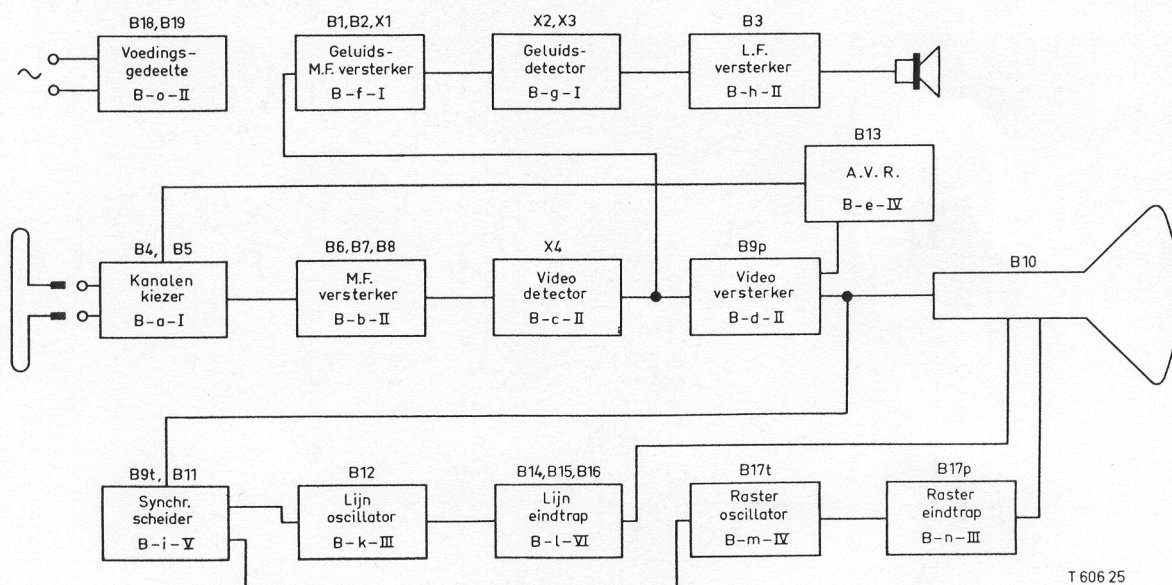 B18, B19
Voedings-
gedeelte
B-o-II
B1, B2, X1
Geluids-
M.F. versterker
B-f-I
X2, X3
Geluids-
detector
B-g-I
B3
L.F.
versterker
B-h-II
B13
A.V.R.
B-e-IV
B4, B5
Kanalen
kiezer
B-a-I
B6, B7, B8
M.F.
versterker
B-b-II
X4
Video
detector
B-c-II
B9p
Video
versterker
B-d-II
B10
B9t, B11
Synchr.
scheider
B-i-V
B12
Lijn
oscillator
B-k-III
B14, B15, B16
Lijn
eindtrap
B-l-VI
B17t
Raster
oscillator
B-m-IV
B17p
Raster
eindtrap
B-n-III
T 606 25